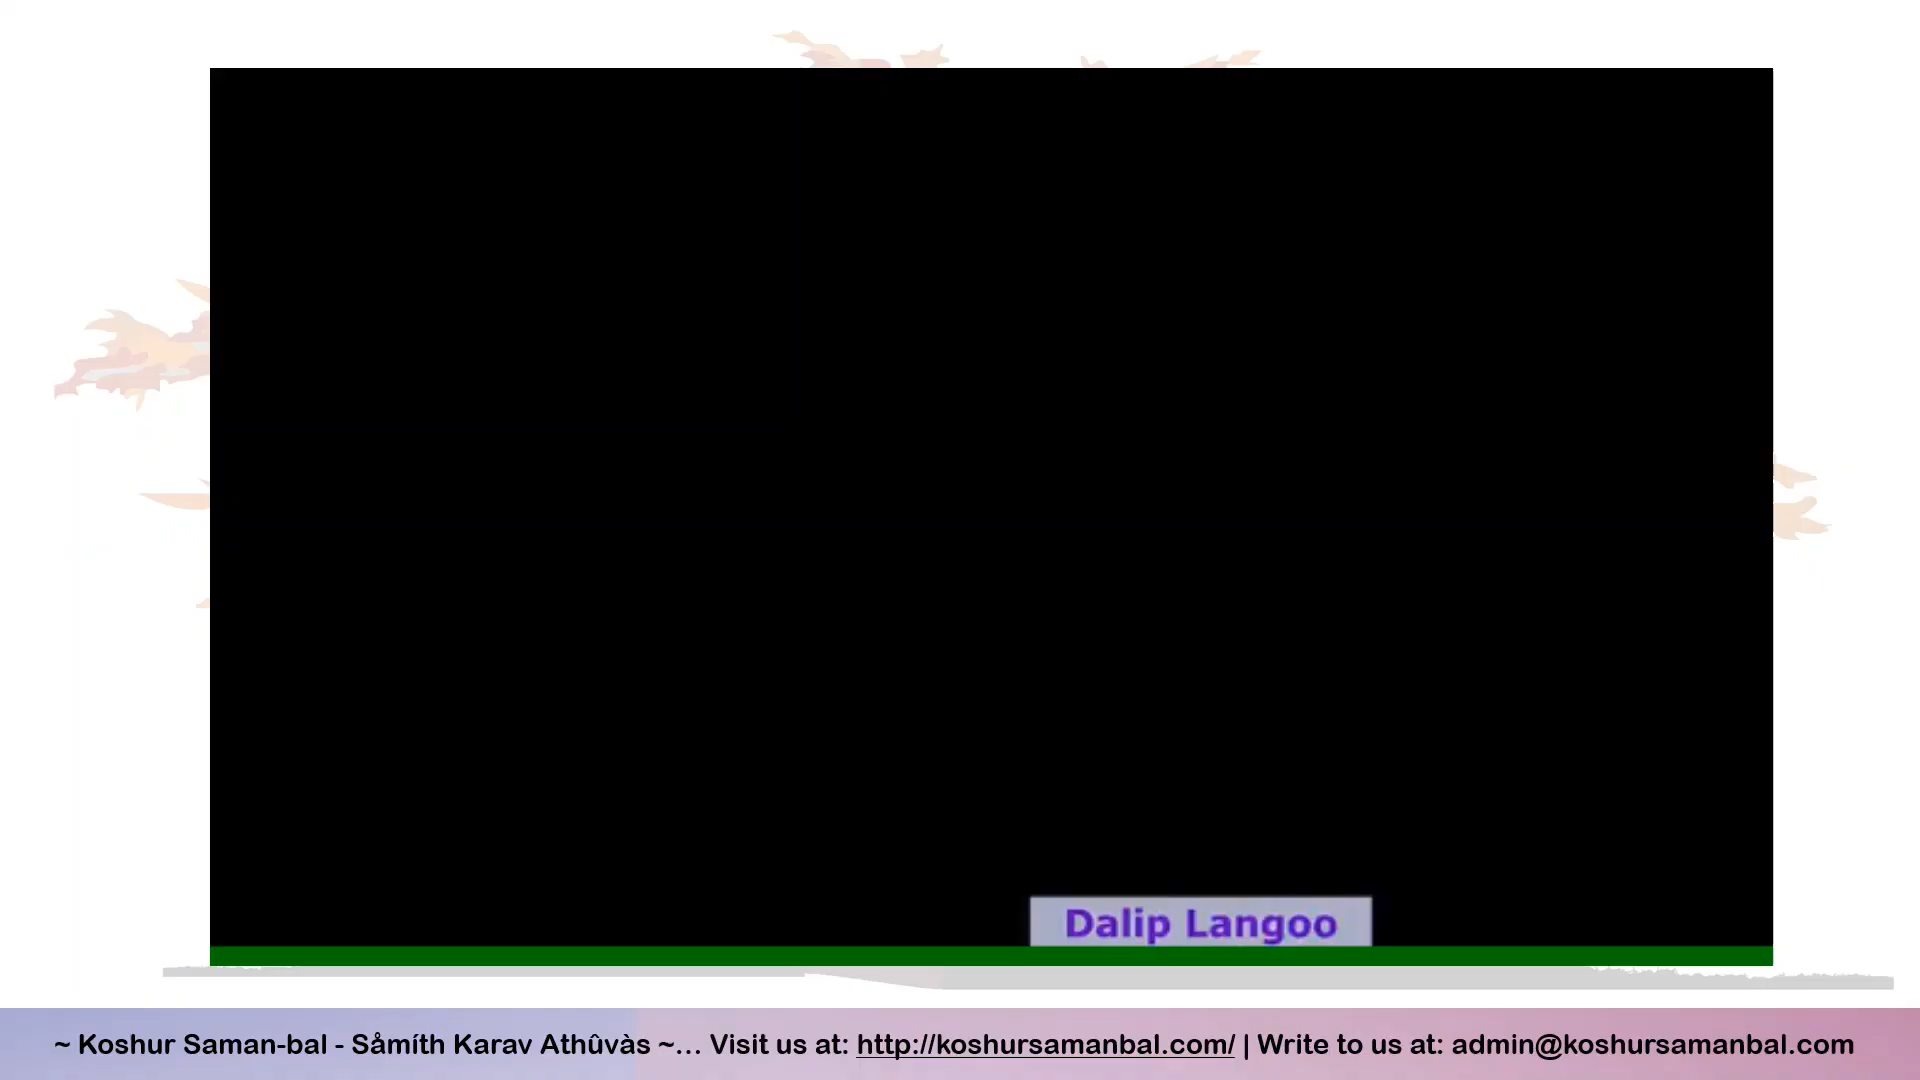 Dalip Langoo
~ Koshur Saman-bal - Såmíth Karav Athûvàs ~... Visit us at: http://koshursamanbal.com/ | Write to us at: admin@koshursamanbal.com